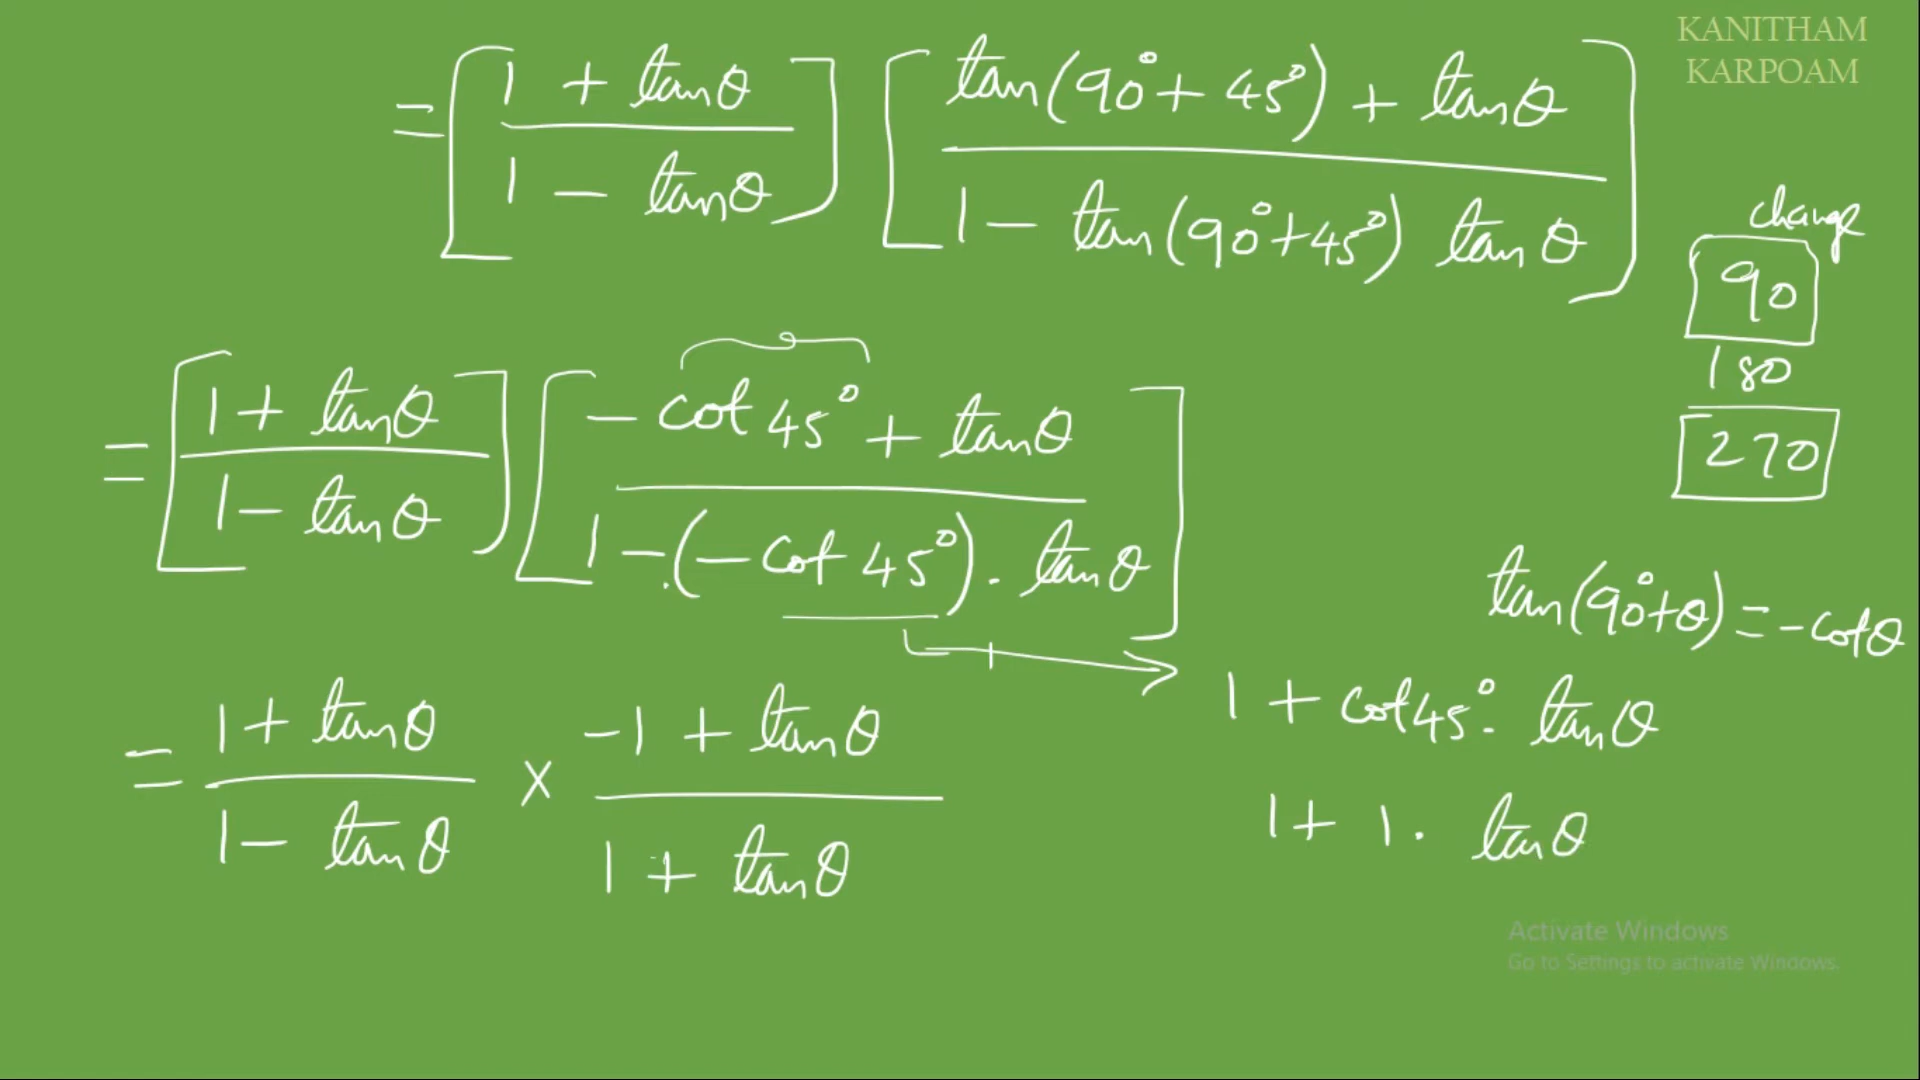 KANITHAM
KARPOAM
= [ (1 + tanθ) / (1 − tanθ) ] [ (tan(90° + 45°) + tanθ) / (1 − tan(90° + 45°) tanθ) ]
change
90
180
270
= [ (1 + tanθ) / (1 − tanθ) ] [ (− cot 45° + tanθ) / (1 − (− cot 45°) . tanθ) ]
tan(90° + θ) = − cotθ
1 + cot45° . tanθ
= (1 + tanθ) / (1 − tanθ) × (−1 + tanθ) / (1 + tanθ)
1 + 1 . tanθ
Activate Windows
Go to Settings to activate Windows.